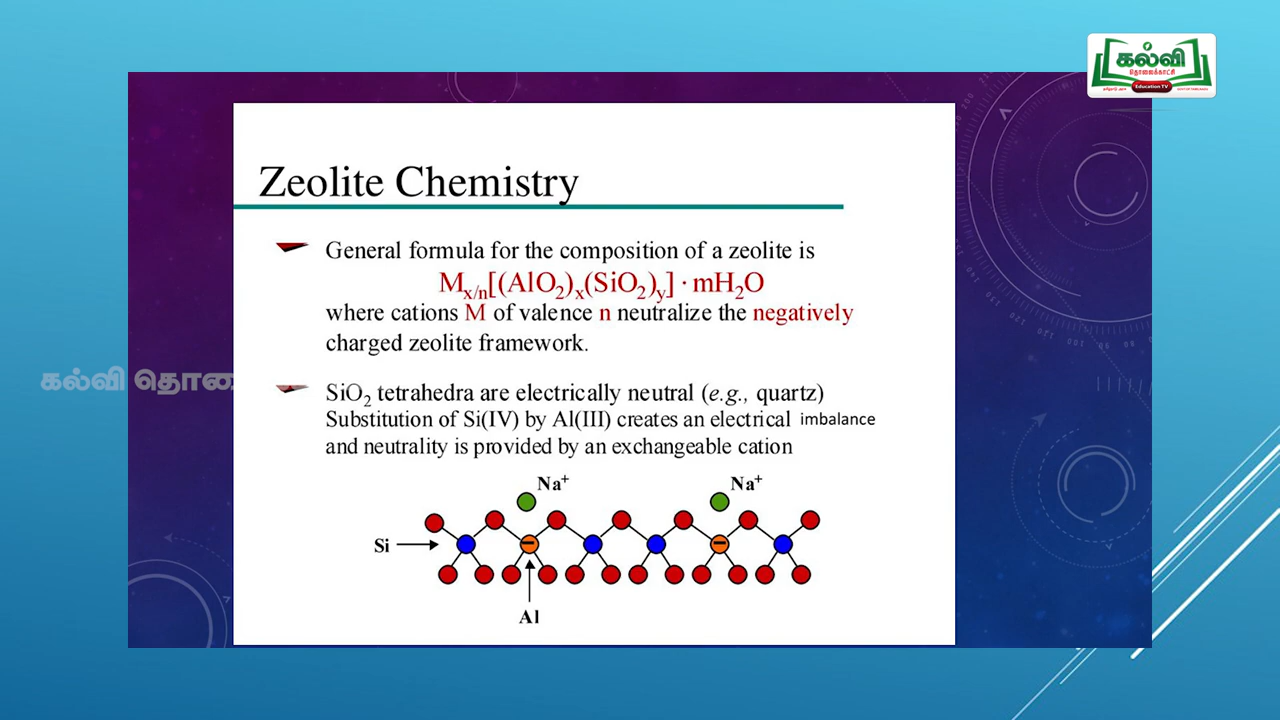 கல்வி
தொலைக்காட்சி
Education TV
Zeolite Chemistry
General formula for the composition of a zeolite is
Mx/n[(AlO2)x(SiO2)y] · mH2O
where cations M of valence n neutralize the negatively
charged zeolite framework.
கல்வி தொலை
SiO2 tetrahedra are electrically neutral (e.g., quartz)
Substitution of Si(IV) by Al(III) creates an electrical imbalance
and neutrality is provided by an exchangeable cation
Na+ Na+
Si
Al